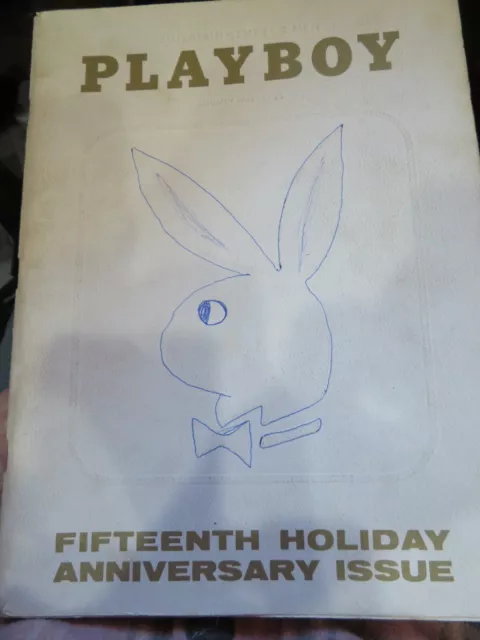 PLAYBOY
FIFTEENTH HOLIDAY
ANNIVERSARY ISSUE